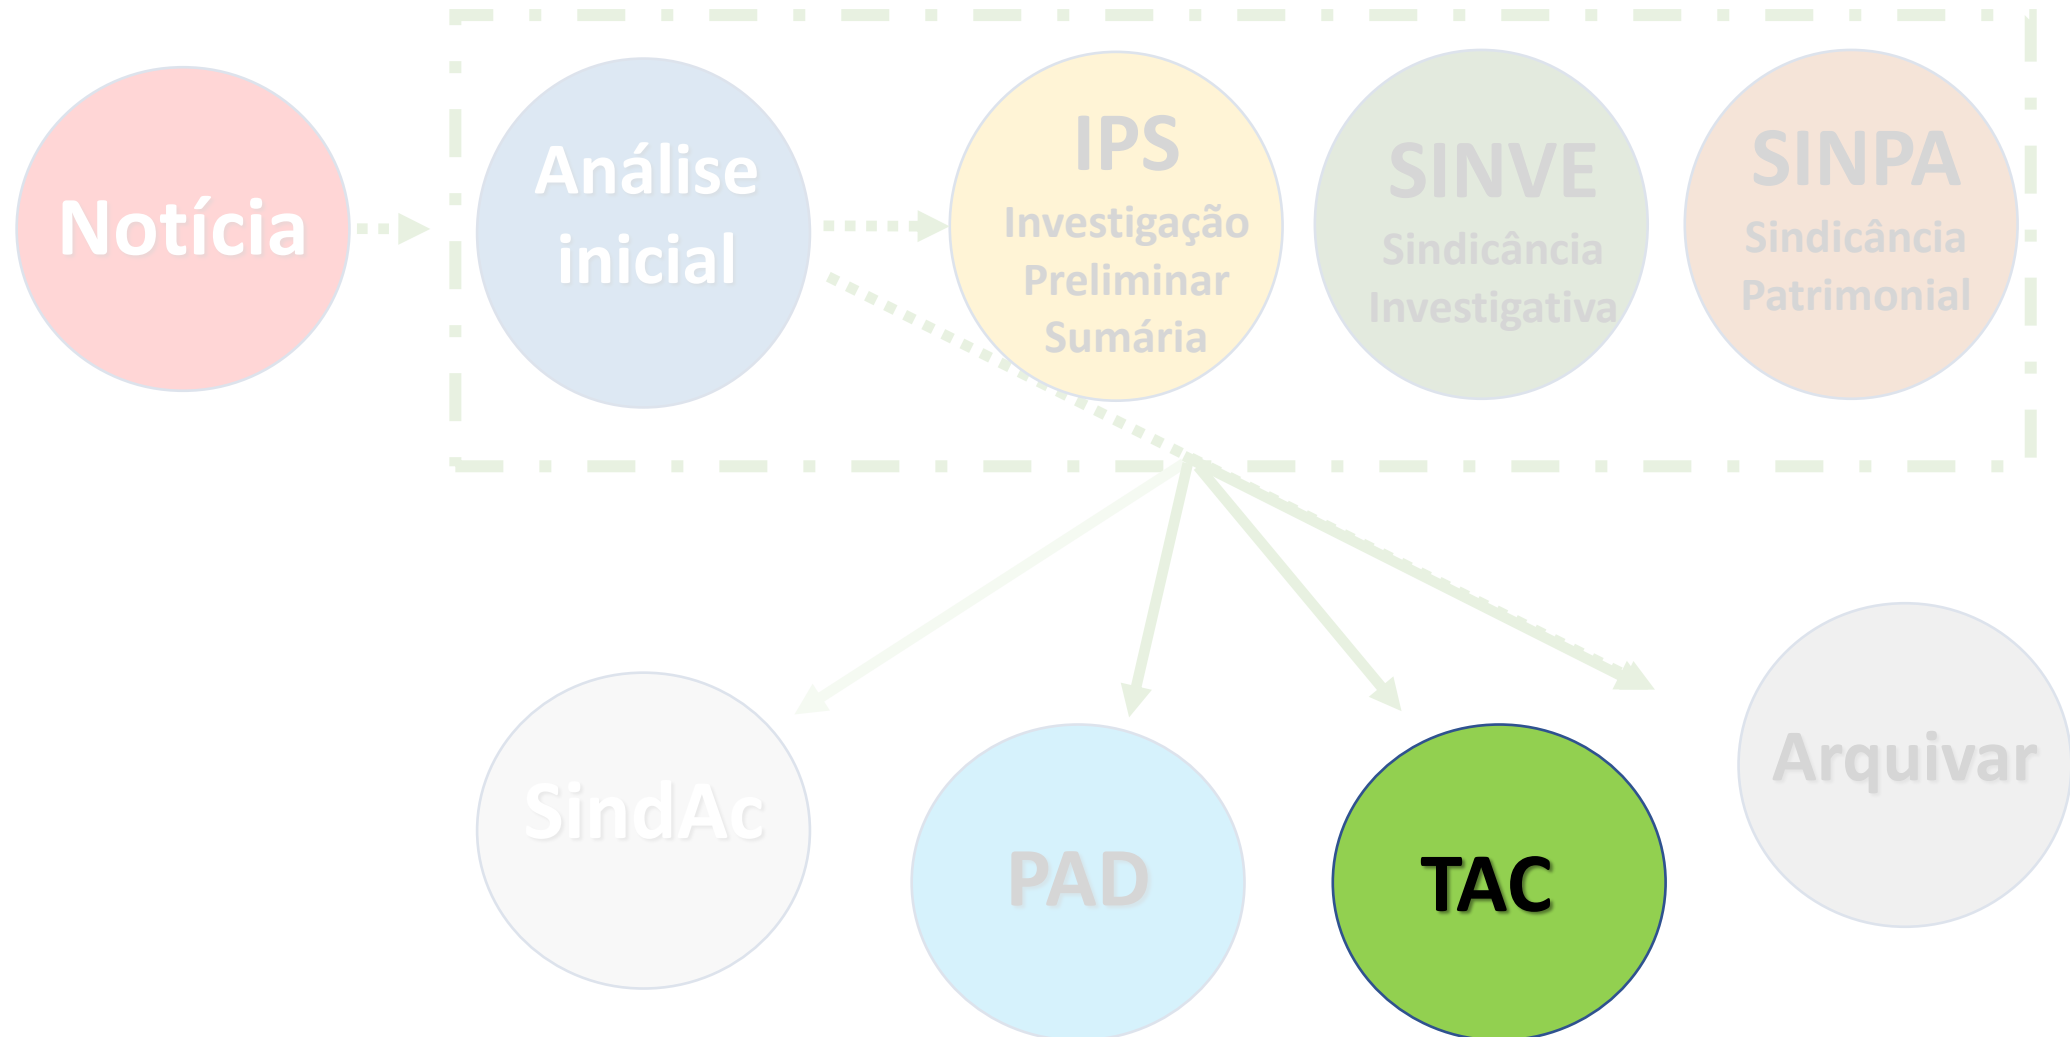 Notícia
Análise
inicial
IPS
Investigação
Preliminar
Sumária
SINVE
Sindicância
Investigativa
SINPA
Sindicância
Patrimonial
SindAc
PAD
TAC
Arquivar